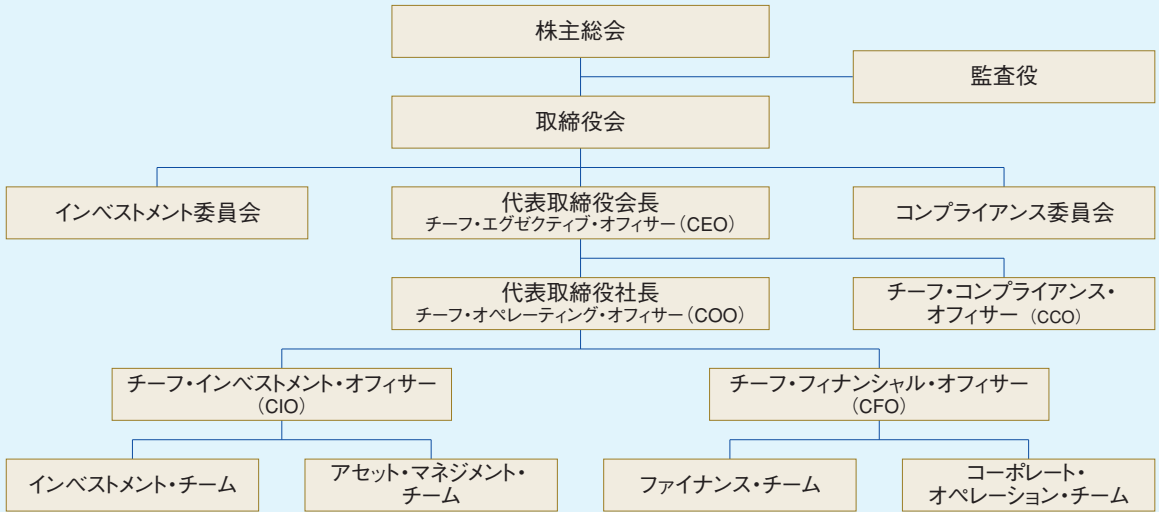 株主総会
監査役
取締役会
インベストメント委員会
代表取締役会長
チーフ・エグゼクティブ・オフィサー（CEO）
コンプライアンス委員会
代表取締役社長
チーフ・オペレーティング・オフィサー（COO）
チーフ・コンプライアンス・
オフィサー（CCO）
チーフ・インベストメント・オフィサー
（CIO）
チーフ・フィナンシャル・オフィサー
（CFO）
インベストメント・チーム
アセット・マネジメント・
チーム
ファイナンス・チーム
コーポレート・
オペレーション・チーム